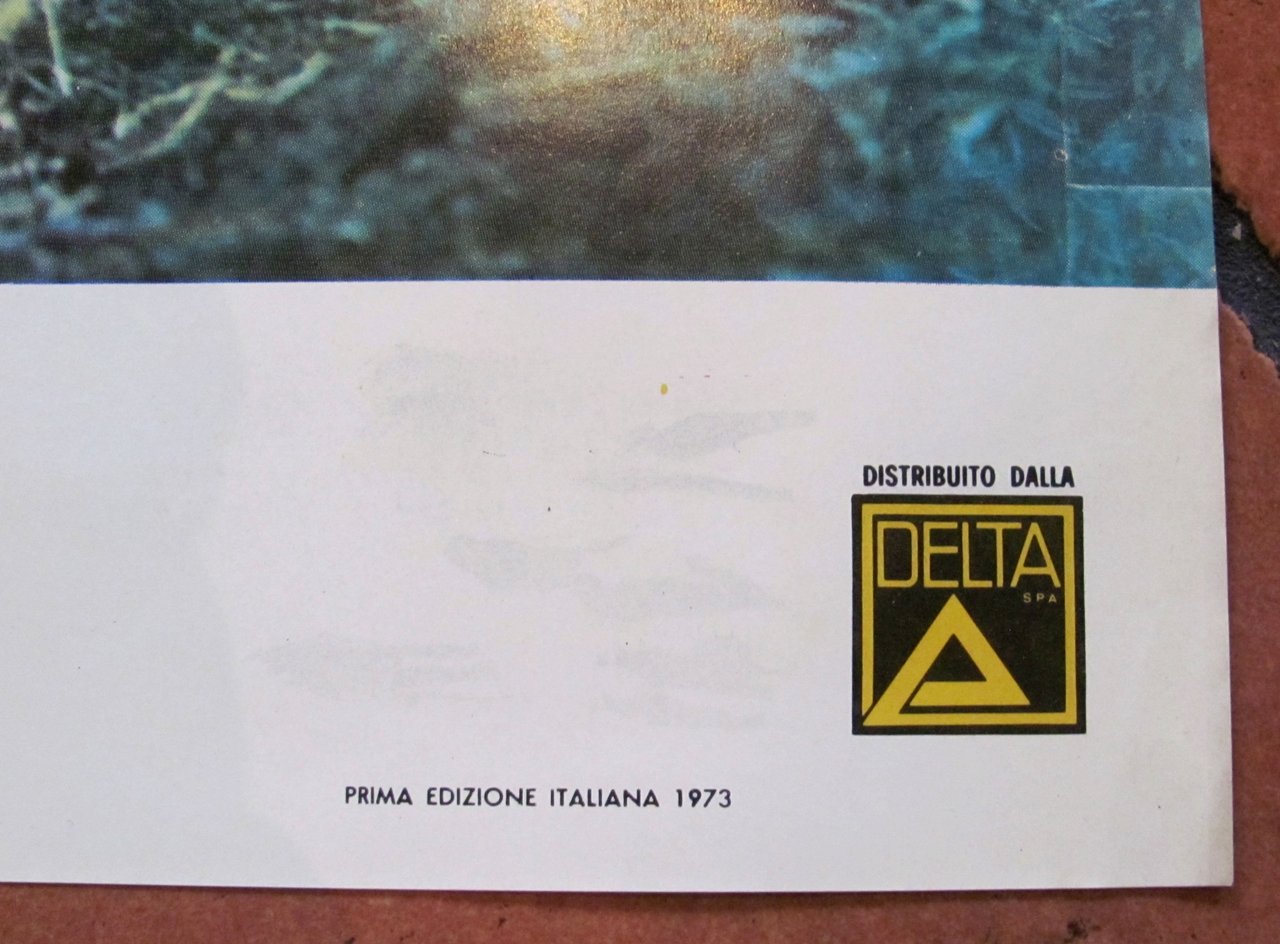 DISTRIBUITO DALLA
DELTA
SPA
PRIMA EDIZIONE ITALIANA 1973